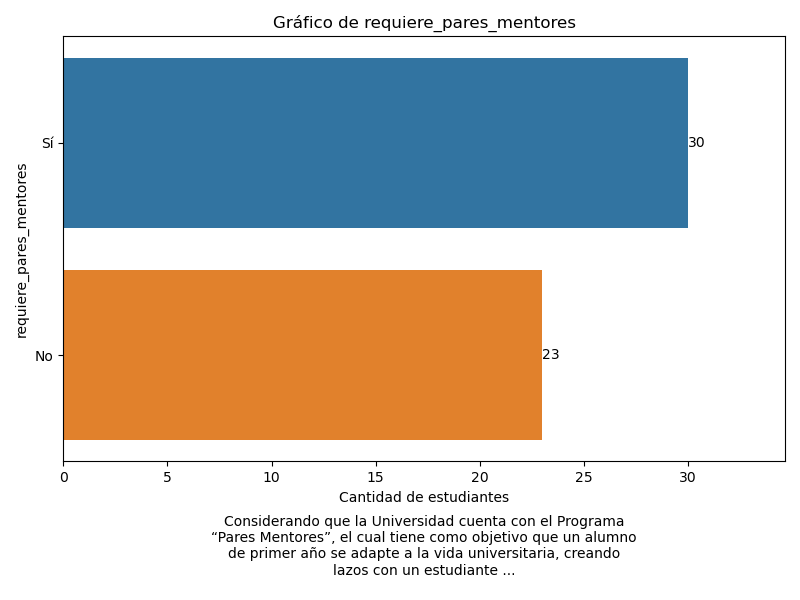 Gráfico de requiere_pares_mentores
requiere_pares_mentores
Sí
30
No
23
0 5 10 15 20 25 30
Cantidad de estudiantes
Considerando que la Universidad cuenta con el Programa
“Pares Mentores”, el cual tiene como objetivo que un alumno
de primer año se adapte a la vida universitaria, creando
lazos con un estudiante ...